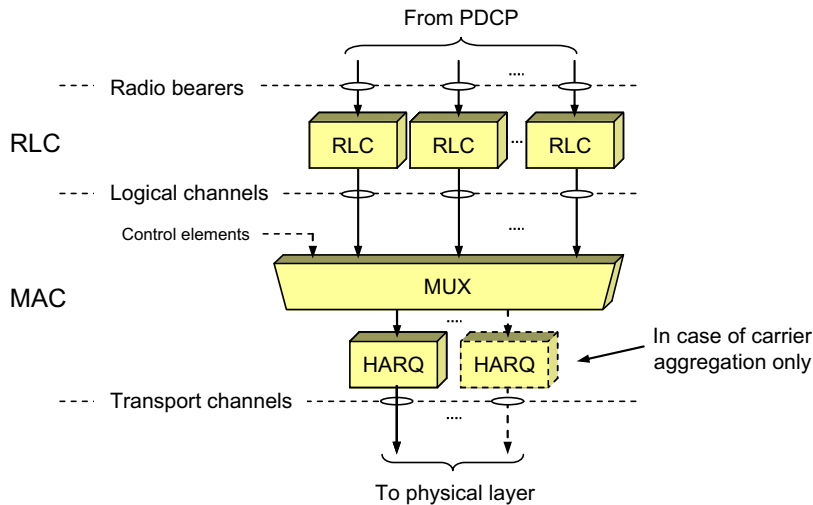 From PDCP
....
Radio bearers
RLC
RLC
RLC
....
RLC
Logical channels
....
Control elements
MUX
MAC
....
In case of carrier
aggregation only
HARQ
HARQ
Transport channels
....
To physical layer